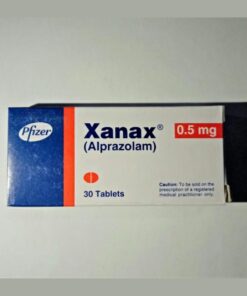 Pfizer
Xanax®
0.5 mg
(Alprazolam)
30 Tablets
Caution: To be sold on the
prescription of a registered
medical practitioner only.